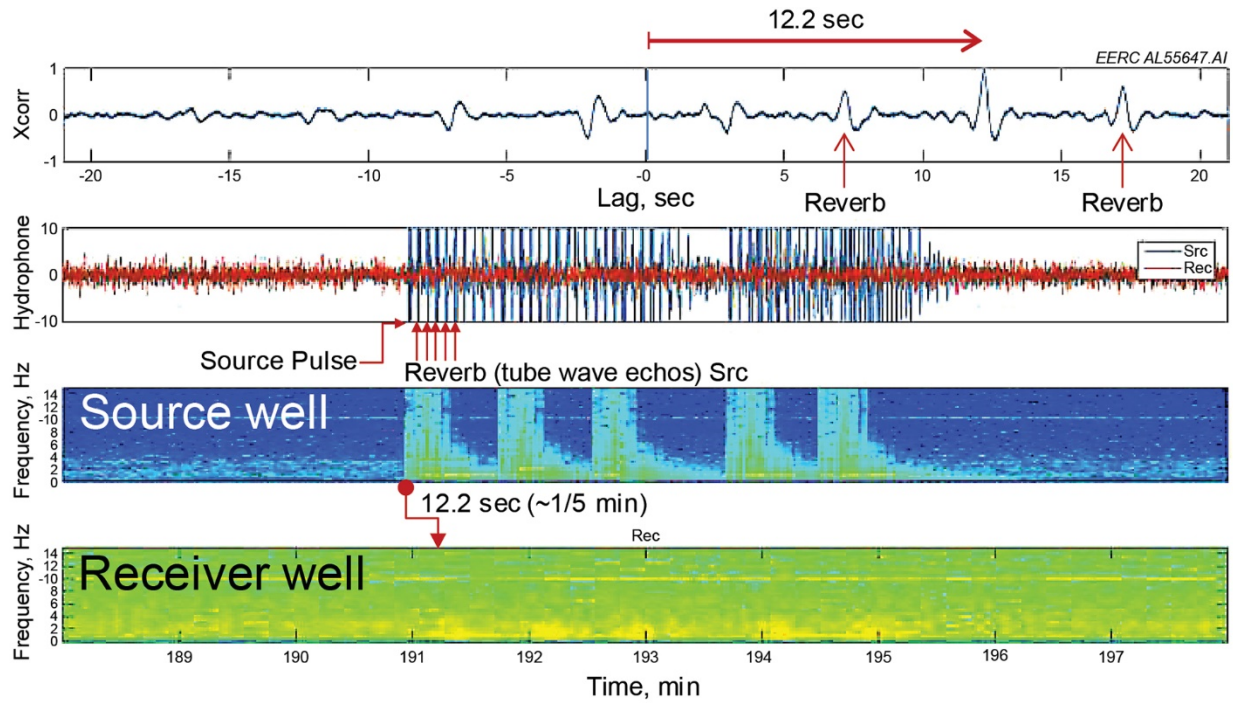 12.2 sec
EERC AL55647.AI
Xcorr
1
0
-1
-20 -15 -10 -5 -0 5 10 15 20
Lag, sec
Reverb
Reverb
Hydrophone
10
0
-10
Src
Rec
Source Pulse
Reverb (tube wave echos) Src
Frequency, Hz
14
12
-10
8
6
4
2
0
Source well
12.2 sec (~1/5 min)
Rec
Frequency, Hz
14
12
-10
8
6
4
2
0
Receiver well
189 190 191 192 193 194 195 196 197
Time, min